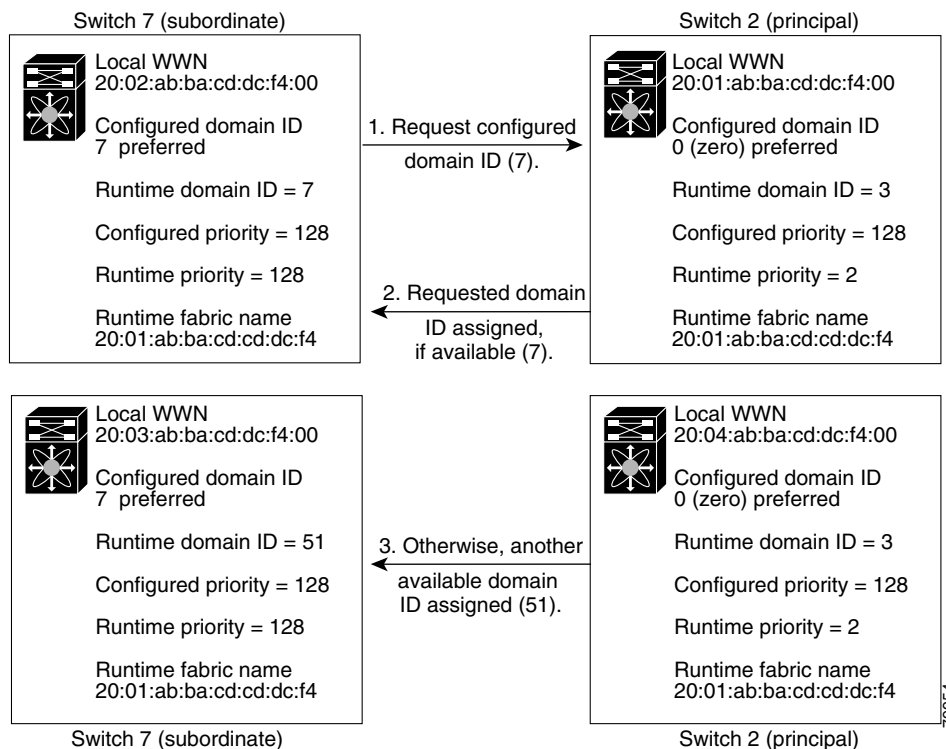 Switch 7 (subordinate)
Switch 2 (principal)
Local WWN
20:02:ab:ba:cd:dc:f4:00
Configured domain ID
7 preferred
Runtime domain ID = 7
Configured priority = 128
Runtime priority = 128
Runtime fabric name
20:01:ab:ba:cd:cd:dc:f4
1. Request configured
domain ID (7).
2. Requested domain
ID assigned,
if available (7).
Local WWN
20:01:ab:ba:cd:dc:f4:00
Configured domain ID
0 (zero) preferred
Runtime domain ID = 3
Configured priority = 128
Runtime priority = 2
Runtime fabric name
20:01:ab:ba:cd:cd:dc:f4
Local WWN
20:03:ab:ba:cd:dc:f4:00
Configured domain ID
7 preferred
Runtime domain ID = 51
Configured priority = 128
Runtime priority = 128
Runtime fabric name
20:01:ab:ba:cd:cd:dc:f4
3. Otherwise, another
available domain
ID assigned (51).
Local WWN
20:04:ab:ba:cd:dc:f4:00
Configured domain ID
0 (zero) preferred
Runtime domain ID = 3
Configured priority = 128
Runtime priority = 2
Runtime fabric name
20:01:ab:ba:cd:cd:dc:f4
Switch 7 (subordinate)
Switch 2 (principal)